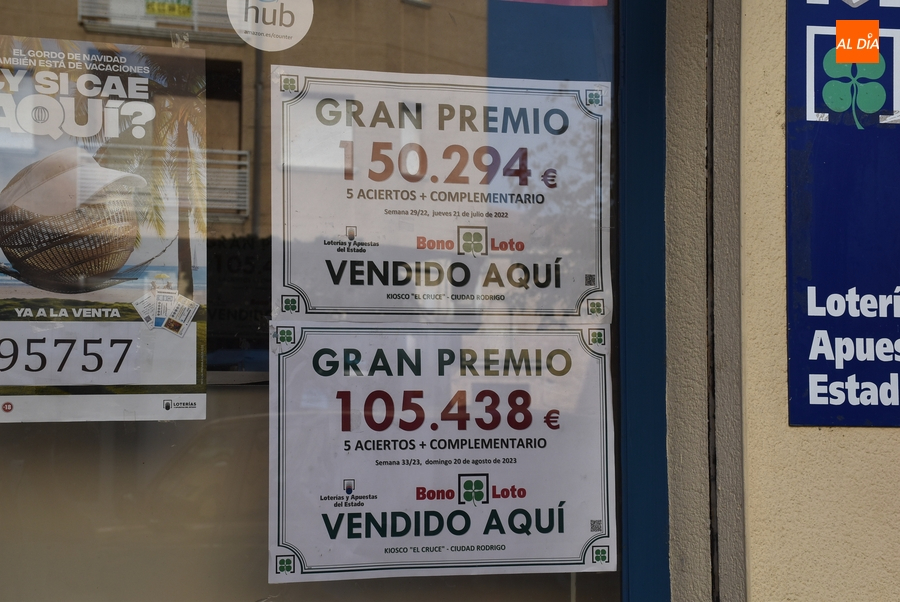 hub
amazon.es/counter
EL GORDO DE NAVIDAD
TAMBIÉN ESTÁ DE VACACIONES
¿Y SI CAE
AQUÍ?
YA A LA VENTA
95757
LOTERÍAS
GRAN PREMIO
150.294 €
5 ACIERTOS + COMPLEMENTARIO
Semana 29/22, jueves 21 de julio de 2022
Loterías y Apuestas
del Estado
Bono Loto
VENDIDO AQUÍ
KIOSCO "EL CRUCE" - CIUDAD RODRIGO
GRAN PREMIO
105.438 €
5 ACIERTOS + COMPLEMENTARIO
Semana 33/23, domingo 20 de agosto de 2023
Loterías y Apuestas
del Estado
Bono Loto
VENDIDO AQUÍ
KIOSCO "EL CRUCE" - CIUDAD RODRIGO
AL DÍA
Loterí
Apues
Estad